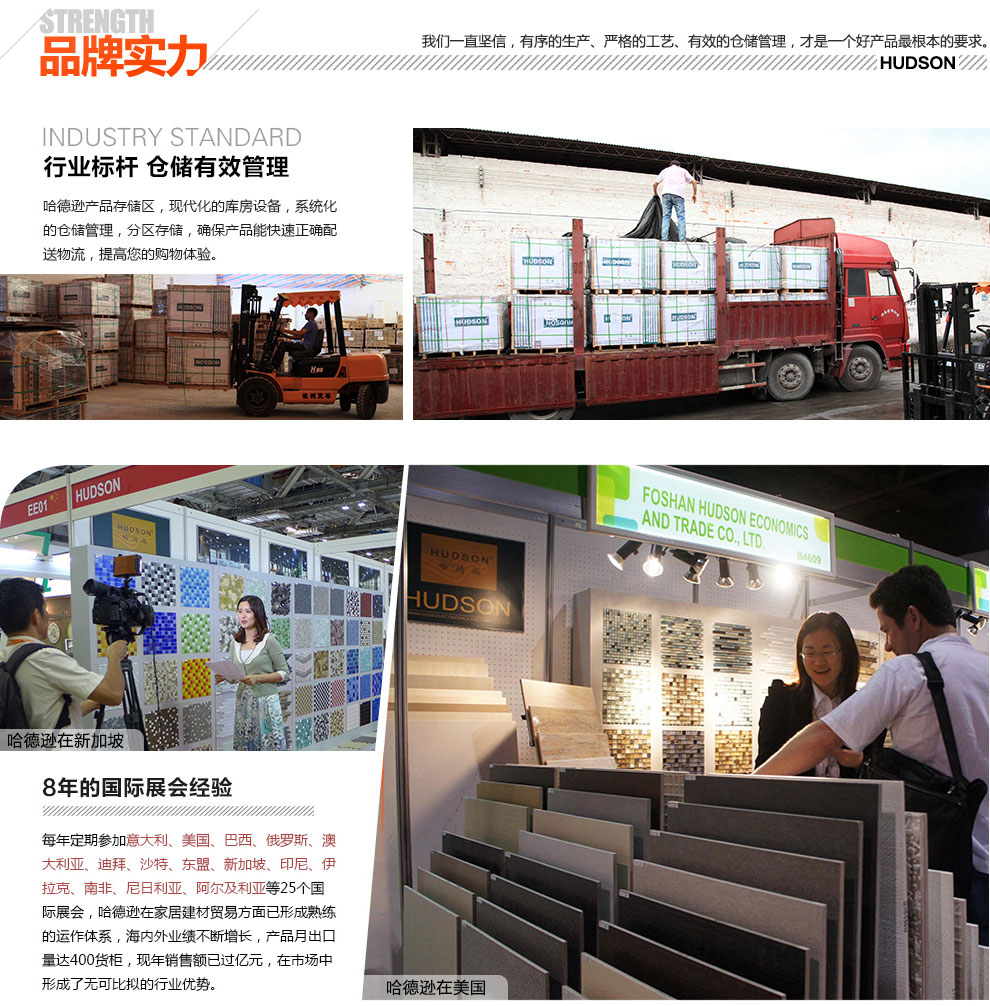 STRENGTH
品牌实力
我们一直坚信，有序的生产、严格的工艺、有效的仓储管理，才是一个好产品最根本的要求。
HUDSON
INDUSTRY STANDARD
行业标杆 仓储有效管理
哈德逊产品存储区，现代化的库房设备，系统化
的仓储管理，分区存储，确保产品能快速正确配
送物流，提高您的购物体验。
HUDSON
HUDSON
HUDSON
HUDSON
HUDSON
HUDSON
HUDSON
HUDSON
HUDSON
HUDSON
HUDSON
EE01
HUDSON
HUDSON
哈德逊在新加坡
FOSHAN HUDSON ECONOMICS
AND TRADE CO., LTD.
B4609
HUDSON
哈德逊
HUDSON
8年的国际展会经验
每年定期参加意大利、美国、巴西、俄罗斯、澳
大利亚、迪拜、沙特、东盟、新加坡、印尼、伊
拉克、南非、尼日利亚、阿尔及利亚等25个国
际展会，哈德逊在家居建材贸易方面已形成熟练
的运作体系，海内外业绩不断增长，产品月出口
量达400货柜，现年销售额已过亿元，在市场中
形成了无可比拟的行业优势。
哈德逊在美国